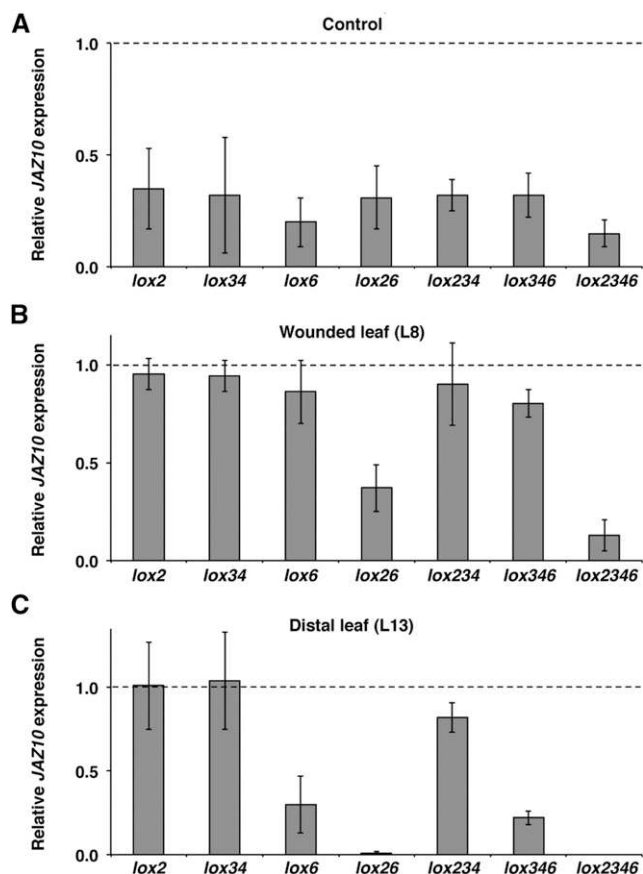 A
Control
Relative JAZ10 expression
1.0
0.5
0.0
lox2 lox34 lox6 lox26 lox234 lox346 lox2346
B
Wounded leaf (L8)
Relative JAZ10 expression
1.0
0.5
0.0
lox2 lox34 lox6 lox26 lox234 lox346 lox2346
C
Distal leaf (L13)
Relative JAZ10 expression
1.0
0.5
0.0
lox2 lox34 lox6 lox26 lox234 lox346 lox2346